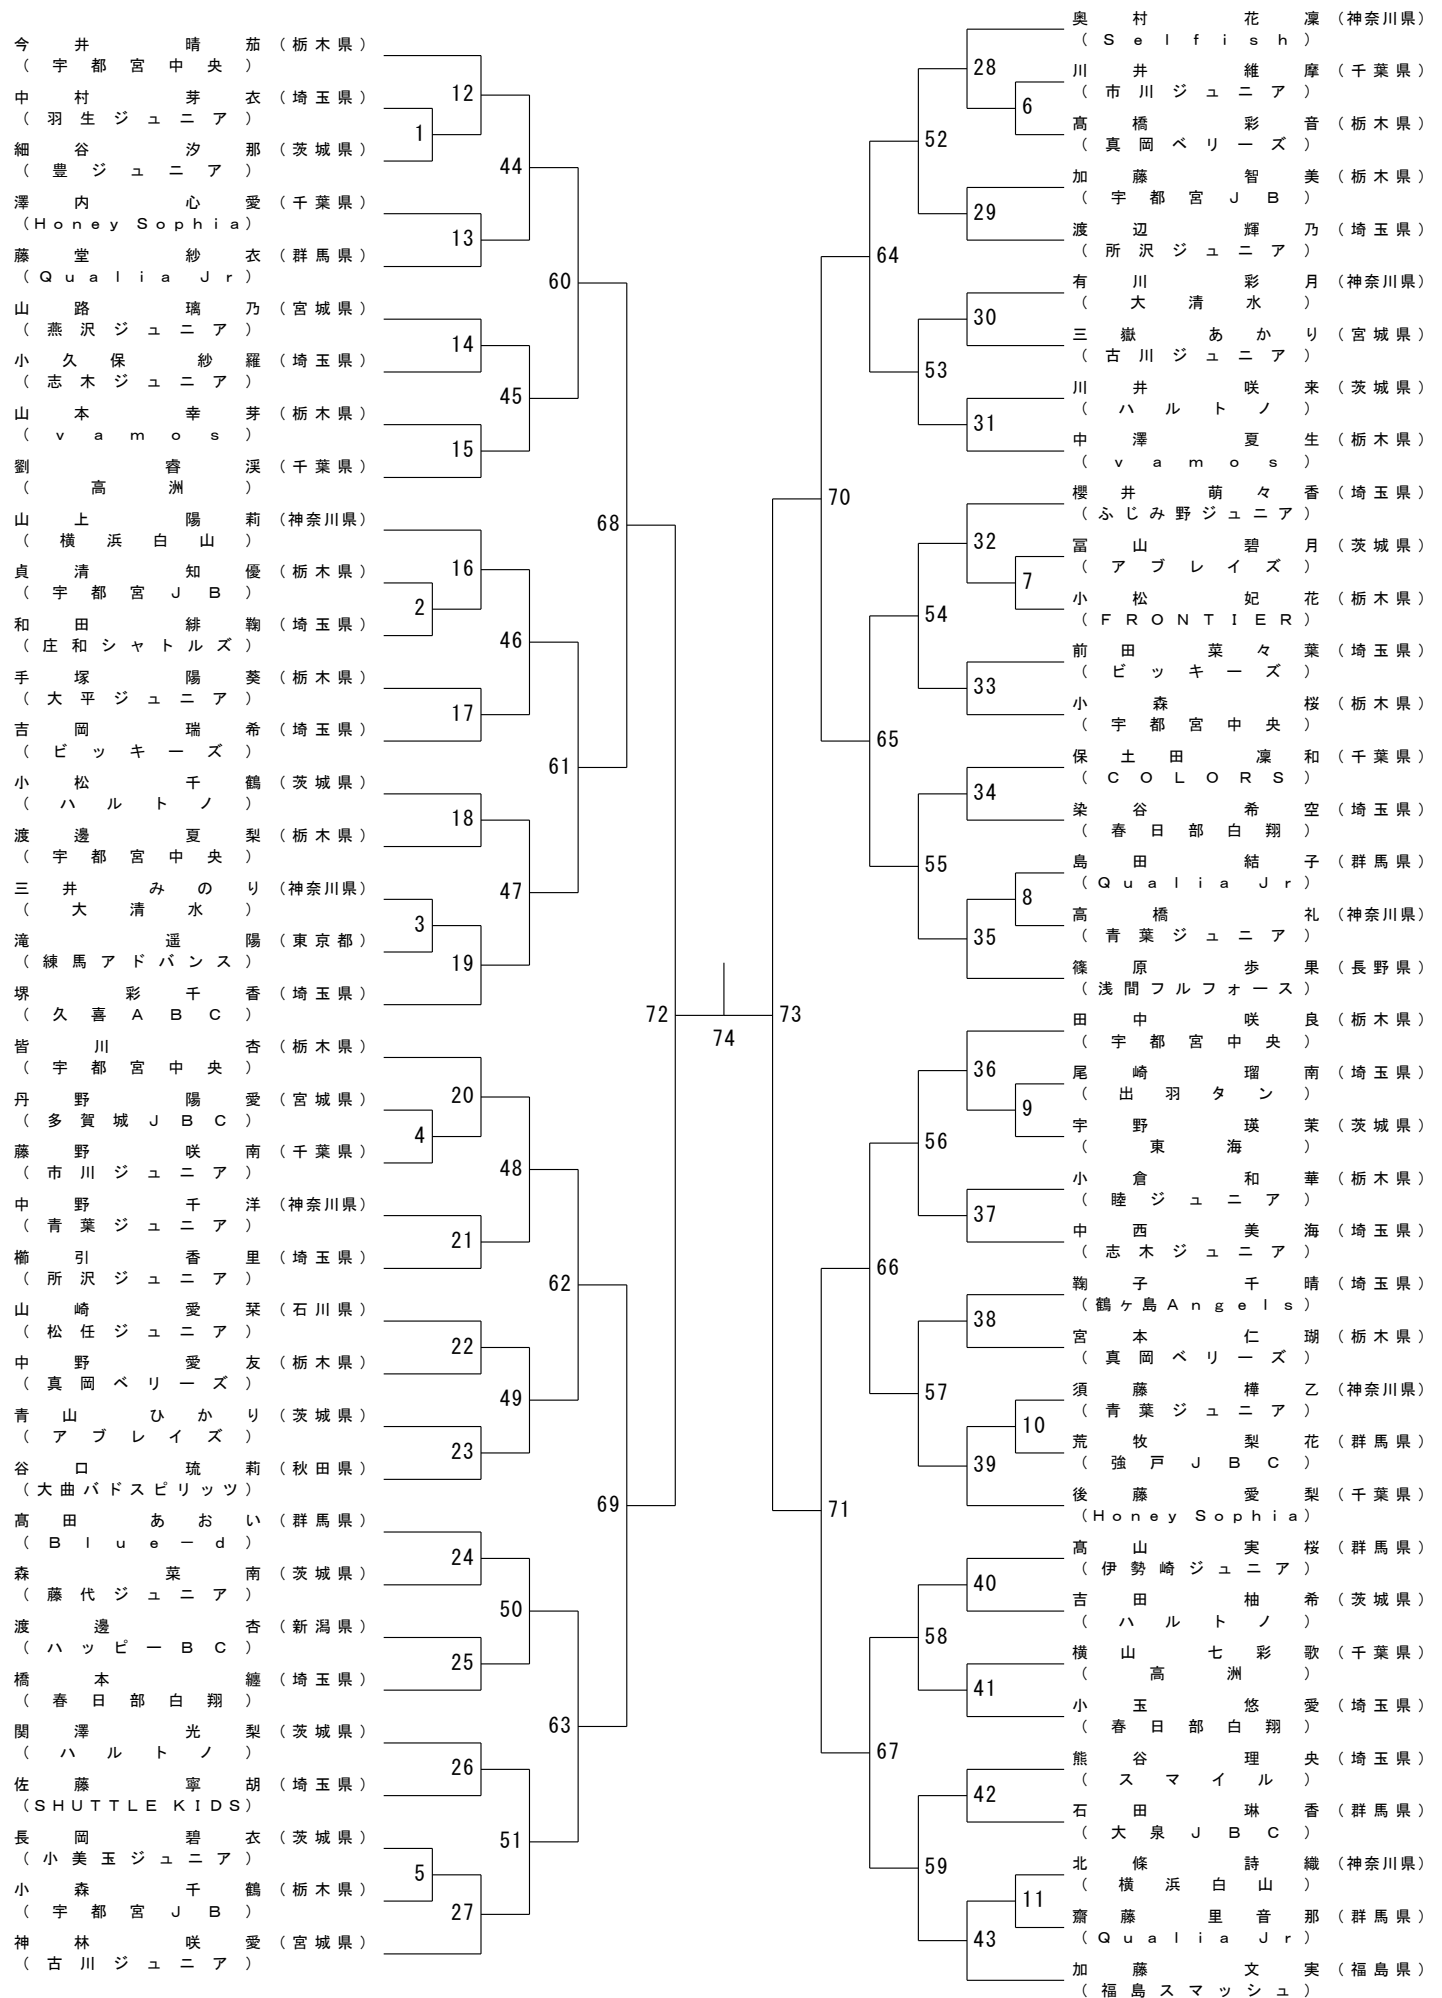 今井 晴茄（栃木県）
（宇都宮中央）
中村 芽衣（埼玉県）
（羽生ジュニア）
細谷 汐那（茨城県）
（豊ジュニア）
澤内 心愛（千葉県）
（Honey Sophia）
藤堂 紗衣（群馬県）
（Qualia Jr）
山路 璃乃（宮城県）
（燕沢ジュニア）
小久保 紗羅（埼玉県）
（志木ジュニア）
山本 幸芽（栃木県）
（vamos）
劉 睿渓（千葉県）
（高洲）
山上 陽莉（神奈川県）
（横浜白山）
貞清 知優（栃木県）
（宇都宮JB）
和田 緋鞠（埼玉県）
（庄和シャトルズ）
手塚 陽葵（栃木県）
（大平ジュニア）
吉岡 瑞希（埼玉県）
（ビッキーズ）
小松 千鶴（茨城県）
（ハルトノ）
渡邊 夏梨（栃木県）
（宇都宮中央）
三井 みのり（神奈川県）
（大清水）
滝 遥陽（東京都）
（練馬アドバンス）
堺 彩千香（埼玉県）
（久喜ABC）
皆川 杏（栃木県）
（宇都宮中央）
丹野 陽愛（宮城県）
（多賀城JBC）
藤野 咲南（千葉県）
（市川ジュニア）
中野 千洋（神奈川県）
（青葉ジュニア）
櫛引 香里（埼玉県）
（所沢ジュニア）
山崎 愛栞（石川県）
（松任ジュニア）
中野 愛友（栃木県）
（真岡ベリーズ）
青山 ひかり（茨城県）
（アブレイズ）
谷口 琉莉（秋田県）
（大曲バドスピリッツ）
髙田 あおい（群馬県）
（Blue－d）
森 菜南（茨城県）
（藤代ジュニア）
渡邊 杏（新潟県）
（ハッピーBC）
橋本 纏（埼玉県）
（春日部白翔）
関澤 光梨（茨城県）
（ハルトノ）
佐藤 寧胡（埼玉県）
（SHUTTLE KIDS）
長岡 碧衣（茨城県）
（小美玉ジュニア）
小森 千鶴（栃木県）
（宇都宮JB）
神林 咲愛（宮城県）
（古川ジュニア）
1
2
3
4
5
12
13
14
15
16
17
18
19
20
21
22
23
24
25
26
27
44
45
46
47
48
49
50
51
60
61
62
63
68
69
72
74
73
70
71
64
65
66
67
52
53
54
55
56
57
58
59
28
29
30
31
32
33
34
35
36
37
38
39
40
41
42
43
6
7
8
9
10
11
奥村 花凜（神奈川県）
（Selfish）
川井 維摩（千葉県）
（市川ジュニア）
髙橋 彩音（栃木県）
（真岡ベリーズ）
加藤 智美（栃木県）
（宇都宮JB）
渡辺 輝乃（埼玉県）
（所沢ジュニア）
有川 彩月（神奈川県）
（大清水）
三嶽 あかり（宮城県）
（古川ジュニア）
川井 咲来（茨城県）
（ハルトノ）
中澤 夏生（栃木県）
（vamos）
櫻井 萌々香（埼玉県）
（ふじみ野ジュニア）
冨山 碧月（茨城県）
（アブレイズ）
小松 妃花（栃木県）
（FRONTIER）
前田 菜々葉（埼玉県）
（ビッキーズ）
小森 桜（栃木県）
（宇都宮中央）
保土田 凜和（千葉県）
（COLORS）
染谷 希空（埼玉県）
（春日部白翔）
島田 結子（群馬県）
（Qualia Jr）
高橋 礼（神奈川県）
（青葉ジュニア）
篠原 歩果（長野県）
（浅間フルフォース）
田中 咲良（栃木県）
（宇都宮中央）
尾崎 瑠南（埼玉県）
（出羽タン）
宇野 瑛茉（茨城県）
（東海）
小倉 和華（栃木県）
（睦ジュニア）
中西 美海（埼玉県）
（志木ジュニア）
鞠子 千晴（埼玉県）
（鶴ヶ島Angels）
宮本 仁瑚（栃木県）
（真岡ベリーズ）
須藤 樺乙（神奈川県）
（青葉ジュニア）
荒牧 梨花（群馬県）
（強戸JBC）
後藤 愛梨（千葉県）
（Honey Sophia）
髙山 実桜（群馬県）
（伊勢崎ジュニア）
吉田 柚希（茨城県）
（ハルトノ）
横山 七彩歌（千葉県）
（高洲）
小玉 悠愛（埼玉県）
（春日部白翔）
熊谷 理央（埼玉県）
（スマイル）
石田 琳香（群馬県）
（大泉JBC）
北條 詩織（神奈川県）
（横浜白山）
齋藤 里音那（群馬県）
（Qualia Jr）
加藤 文実（福島県）
（福島スマッシュ）